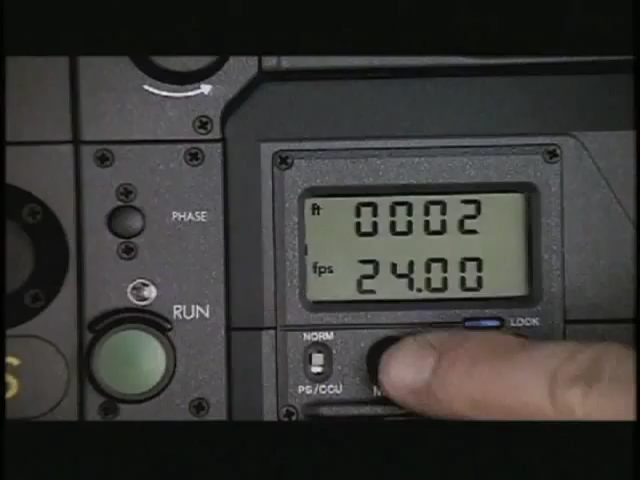 PHASE
RUN
ft 0002
fps 24.00
LOCK
NORM
PS/CCU